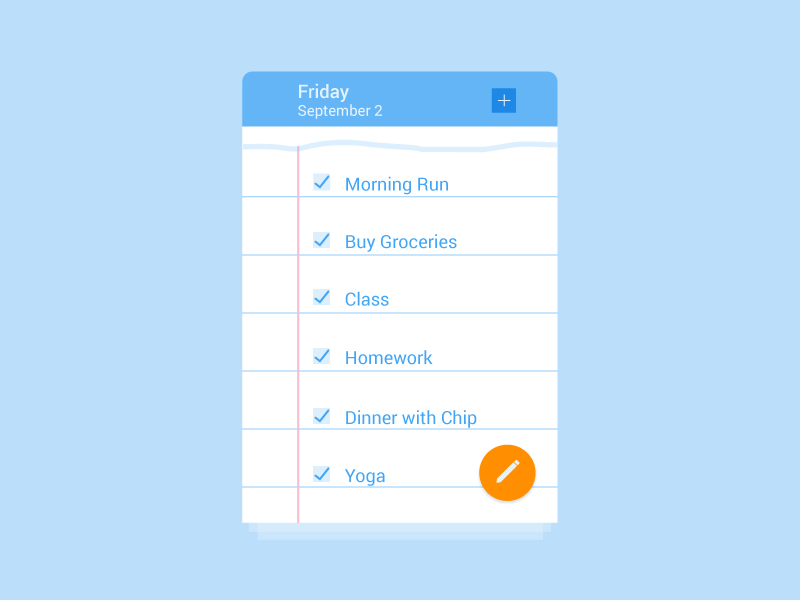 Friday
September 2
Morning Run
Buy Groceries
Class
Homework
Dinner with Chip
Yoga